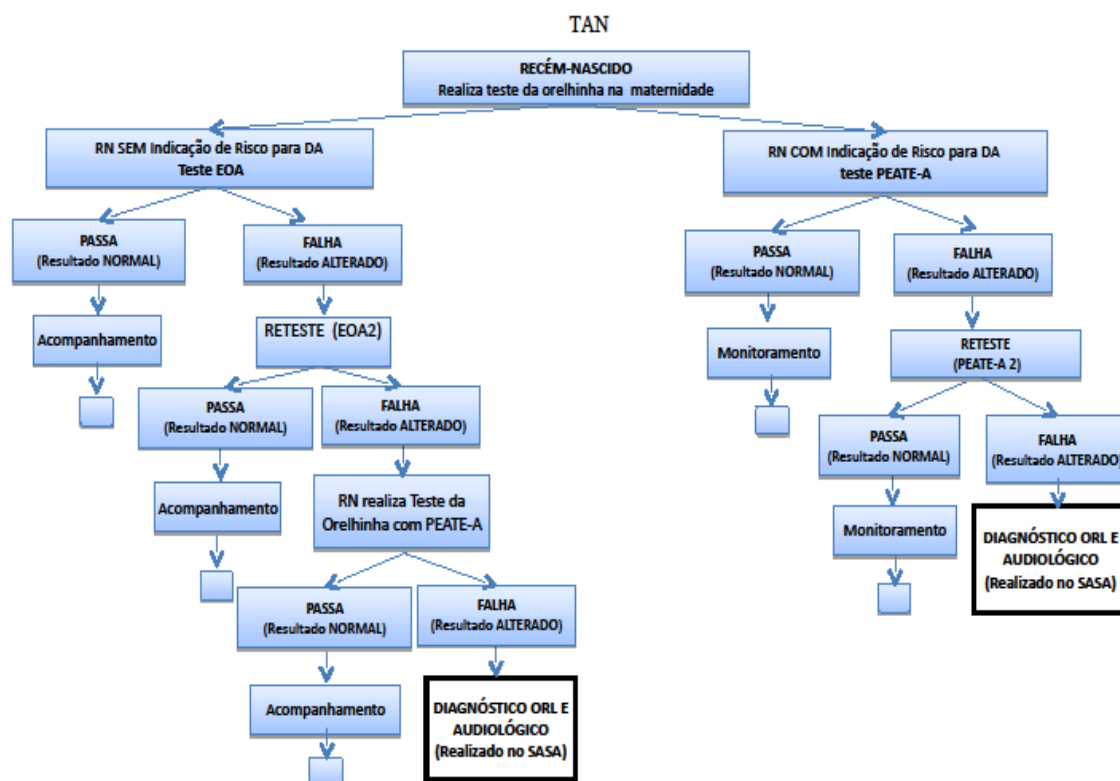 TAN
RECÉM-NASCIDO
Realiza teste da orelhinha na maternidade
RN SEM Indicação de Risco para DA
Teste EOA
PASSA
(Resultado NORMAL)
Acompanhamento
FALHA
(Resultado ALTERADO)
RETESTE (EOA2)
PASSA
(Resultado NORMAL)
Acompanhamento
FALHA
(Resultado ALTERADO)
RN realiza Teste da
Orelhinha com PEATE-A
PASSA
(Resultado NORMAL)
Acompanhamento
FALHA
(Resultado ALTERADO)
DIAGNÓSTICO ORL E
AUDIOLÓGICO
(Realizado no SASA)
RN COM Indicação de Risco para DA
teste PEATE-A
PASSA
(Resultado NORMAL)
Monitoramento
FALHA
(Resultado ALTERADO)
RETESTE
(PEATE-A 2)
PASSA
(Resultado NORMAL)
Monitoramento
FALHA
(Resultado ALTERADO)
DIAGNÓSTICO ORL E
AUDIOLÓGICO
(Realizado no SASA)